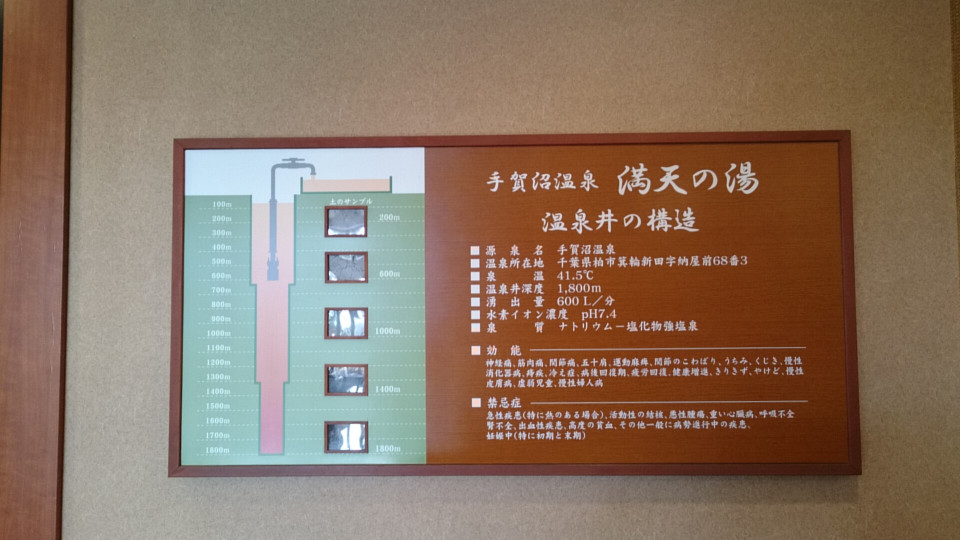 手賀沼温泉 満天の湯
温泉井の構造
■ 源泉名 手賀沼温泉
■ 温泉所在地 千葉県柏市箕輪新田字納屋前68番3
■ 泉温 41.5℃
■ 温泉井深度 1,800m
■ 湧出量 600 L／分
■ 水素イオン濃度 pH7.4
■ 泉質 ナトリウムー塩化物強塩泉
■ 効能
神経痛、筋肉痛、関節痛、五十肩、運動麻痺、関節のこわばり、うちみ、くじき、慢性
消化器病、痔疾、冷え症、病後回復期、疲労回復、健康増進、きりきず、やけど、慢性
皮膚病、虚弱児童、慢性婦人病
■ 禁忌症
急性疾患(特に熱のある場合)、活動性の結核、悪性腫瘍、重い心臓病、呼吸不全
腎不全、出血性疾患、高度の貧血、その他一般に病勢進行中の疾患、
妊娠中(特に初期と末期)
100m
200m
300m
400m
500m
600m
700m
800m
900m
1000m
1100m
1200m
1300m
1400m
1500m
1600m
1700m
1800m
土のサンプル
200m
600m
1000m
1400m
1800m